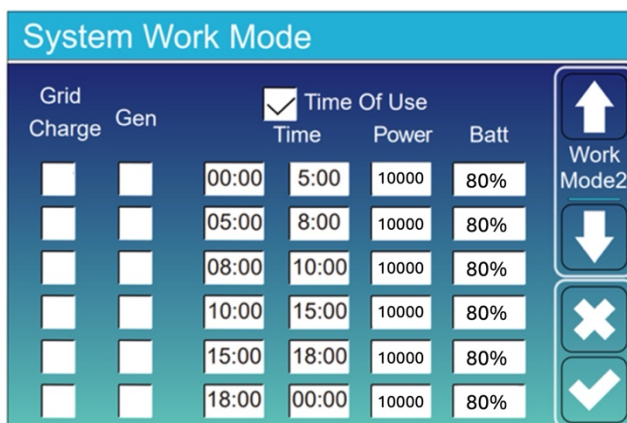 System Work Mode
Grid Charge Gen Time Of Use
Time Power Batt
00:00 5:00 10000 80%
05:00 8:00 10000 80%
08:00 10:00 10000 80%
10:00 15:00 10000 80%
15:00 18:00 10000 80%
18:00 00:00 10000 80%
Work
Mode2